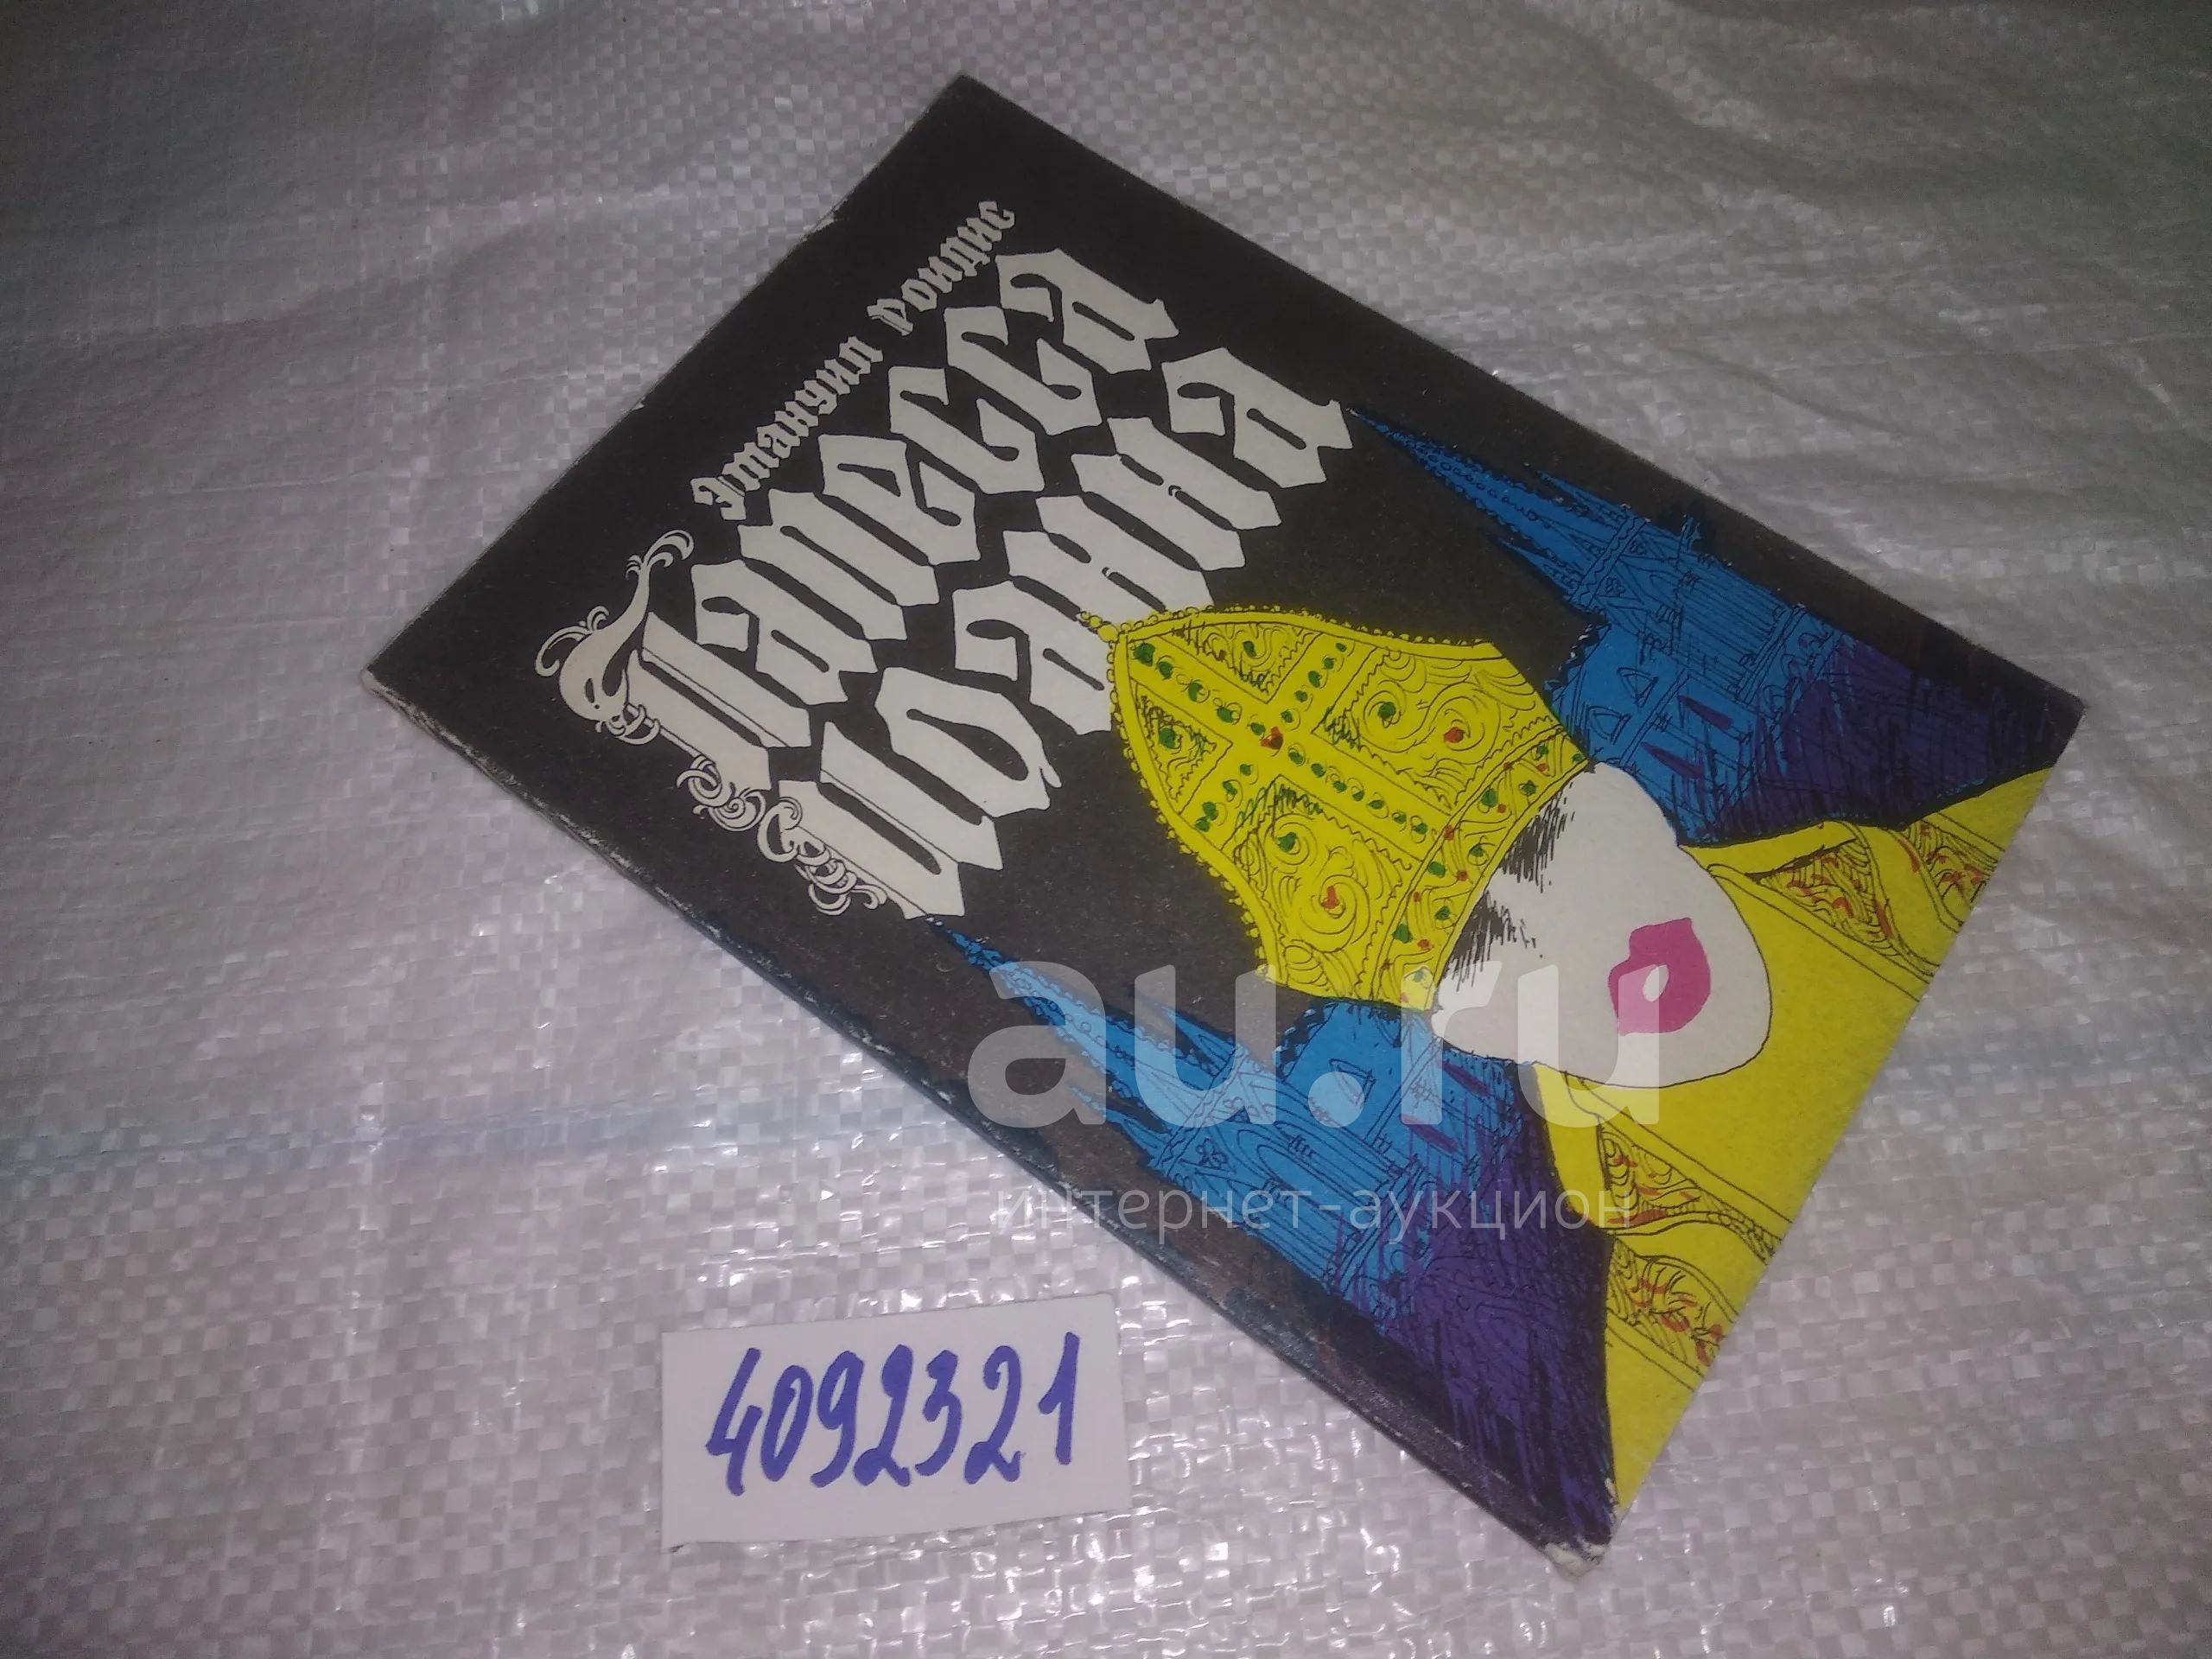 Эммануил Роидис
Папесса
Иоанна
au.ru
интернет-аукцион
4092321